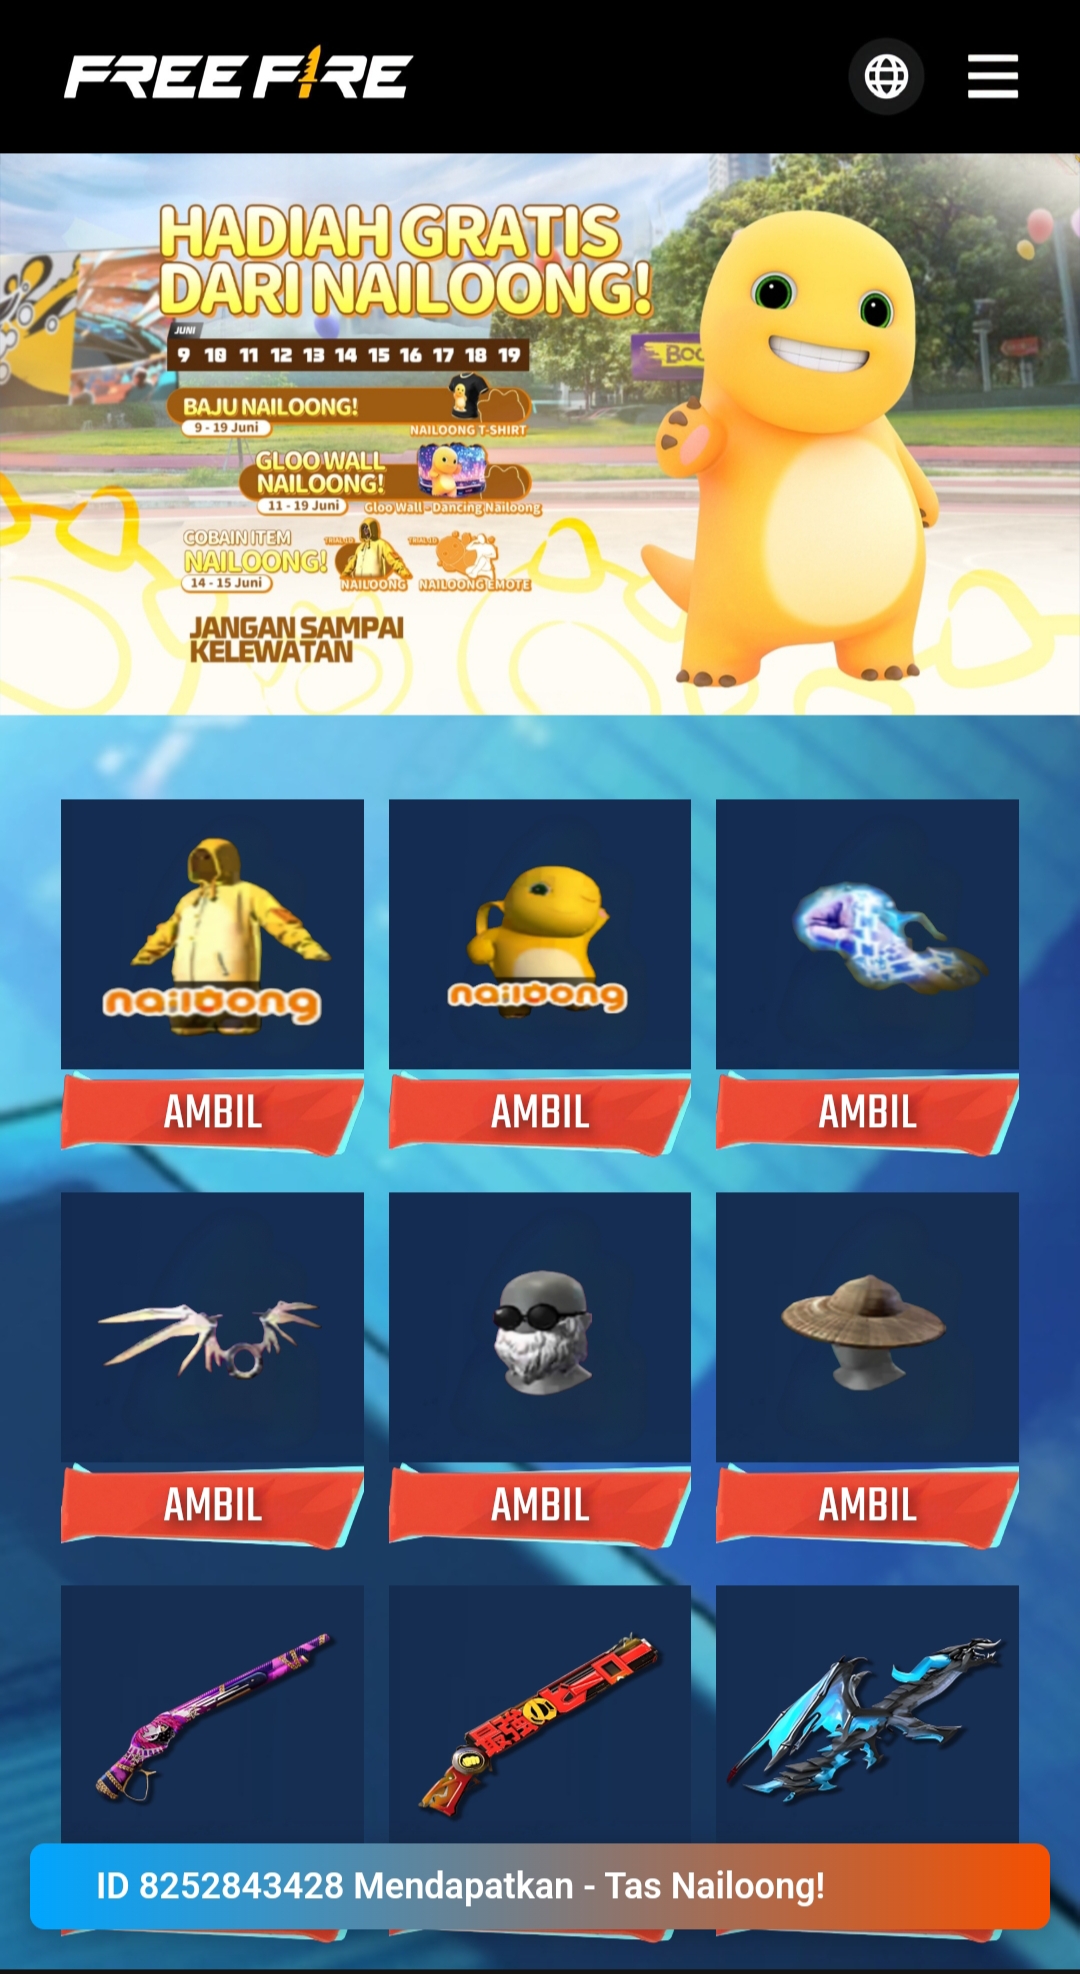 FREE FIRE
HADIAH GRATIS
DARI NAILOONG!
JUNI
9 10 11 12 13 14 15 16 17 18 19
BAJU NAILOONG!
9 - 19 Juni
NAILOONG T-SHIRT
GLOO WALL
NAILOONG!
11 - 19 Juni
Gloo Wall - Dancing Nailoong
COBAIN ITEM
NAILOONG!
14 - 15 Juni
NAILOONG
NAILOONG EMOTE
JANGAN SAMPAI
KELEWATAN
nailoong
nailoong
AMBIL
AMBIL
AMBIL
AMBIL
AMBIL
AMBIL
最強
ID 8252843428 Mendapatkan - Tas Nailoong!